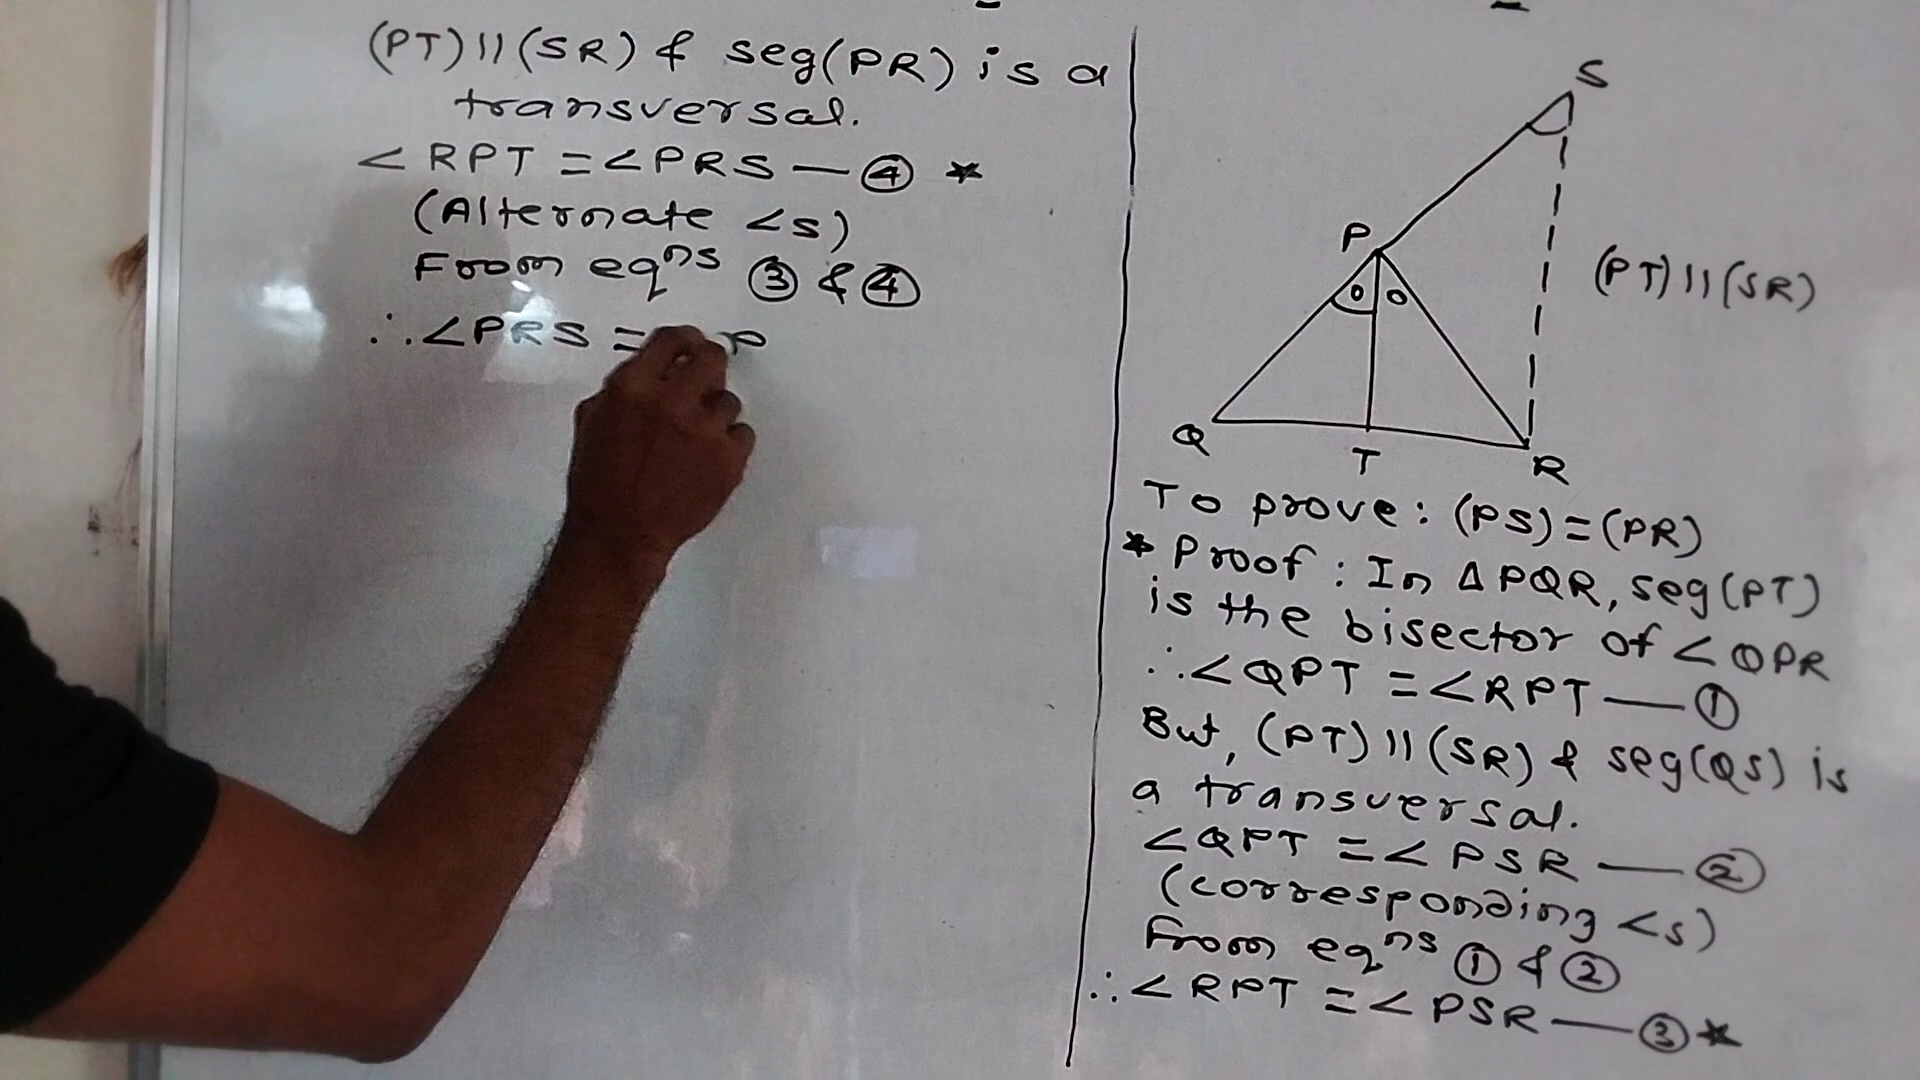 (PT)||(SR) & seg(PR) is a
transversal.
<RPT = <PRS — ④ *
(Alternate <s)
From eqⁿˢ ③ & ④
∴ <PRS = P
S
P
(PT)||(SR)
o o
Q
T
R
To prove: (PS)=(PR)
* Proof: In ΔPQR, seg(PT)
is the bisector of <QPR
∴ <QPT = <RPT — ①
But, (PT)||(SR) & seg(QS) is
a transversal.
<QPT = <PSR — ②
(corresponding <s)
From eqⁿˢ ① & ②
∴ <RPT = <PSR — ③ *